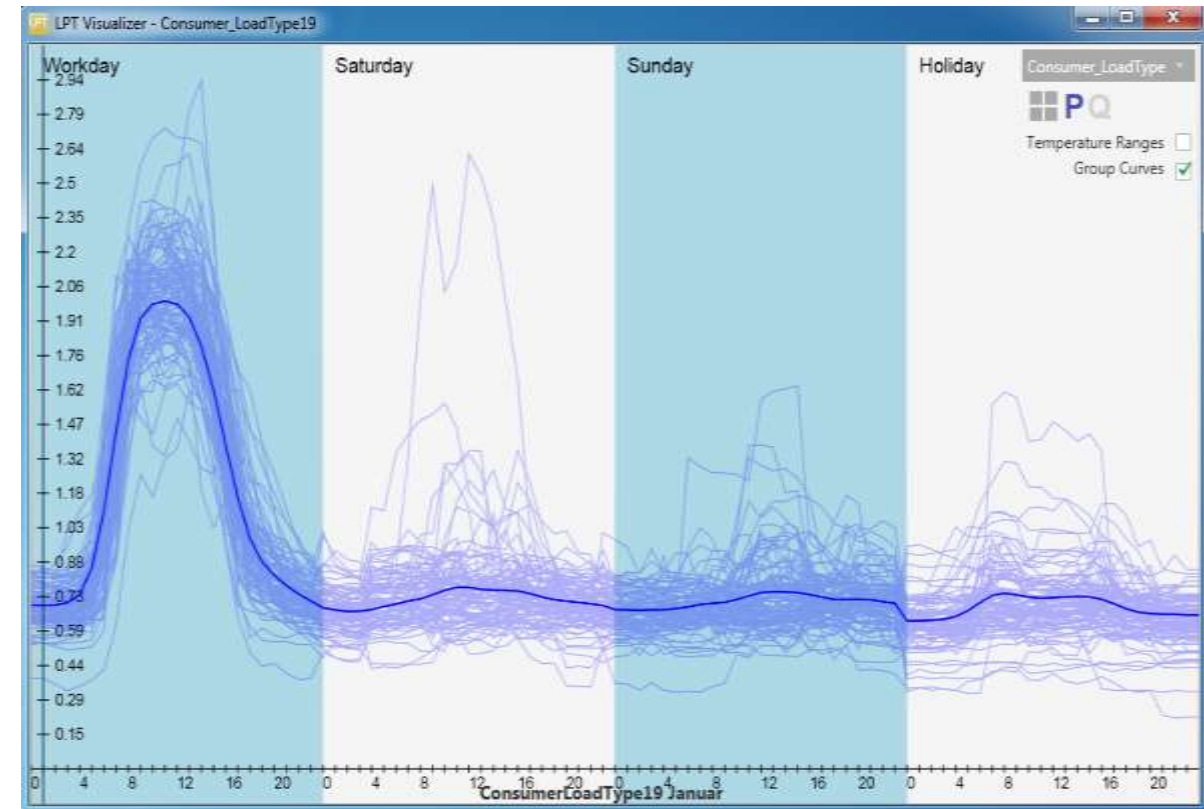 LPT Visualizer - Consumer_LoadType19
Workday
Saturday
Sunday
Holiday
Consumer_LoadType
P Q
Temperature Ranges
Group Curves
2.94
2.79
2.64
2.5
2.35
2.2
2.06
1.91
1.76
1.62
1.47
1.32
1.18
1.03
0.88
0.73
0.59
0.44
0.29
0.15
0 4 8 12 16 20 0 4 8 12 16 20 0 4 8 12 16 20 0 4 8 12 16 20
ConsumerLoadType19 Januar